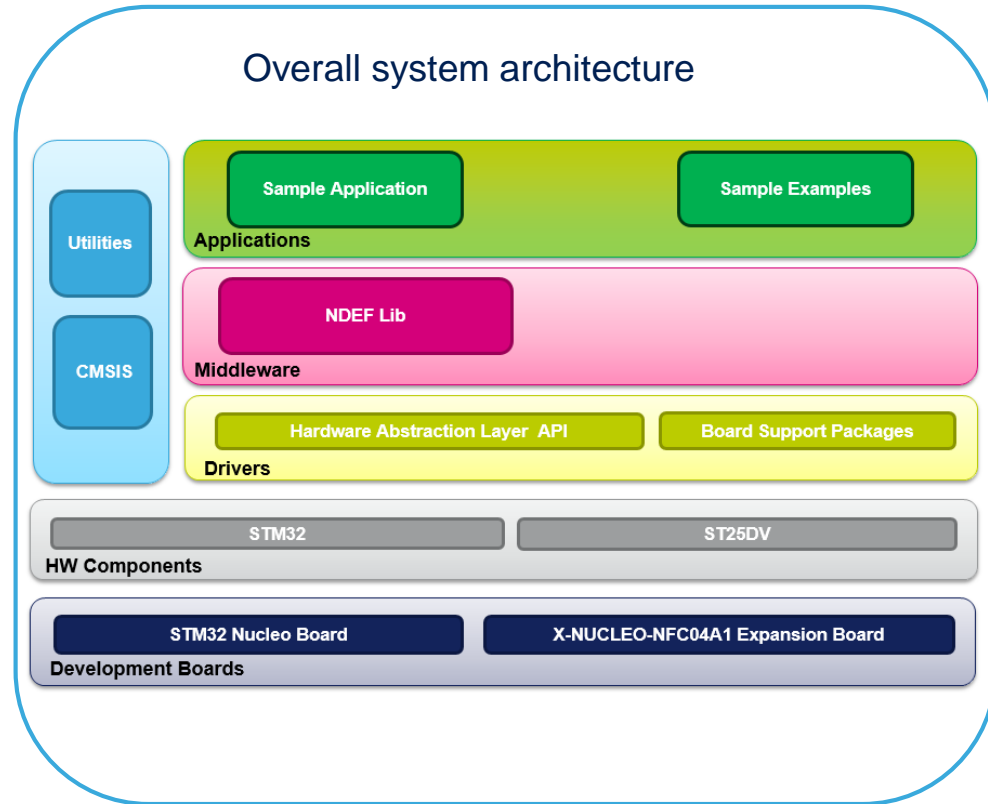 Overall system architecture
Utilities
CMSIS
Sample Application
Sample Examples
Applications
NDEF Lib
Middleware
Hardware Abstraction Layer API
Board Support Packages
Drivers
STM32
ST25DV
HW Components
STM32 Nucleo Board
X-NUCLEO-NFC04A1 Expansion Board
Development Boards